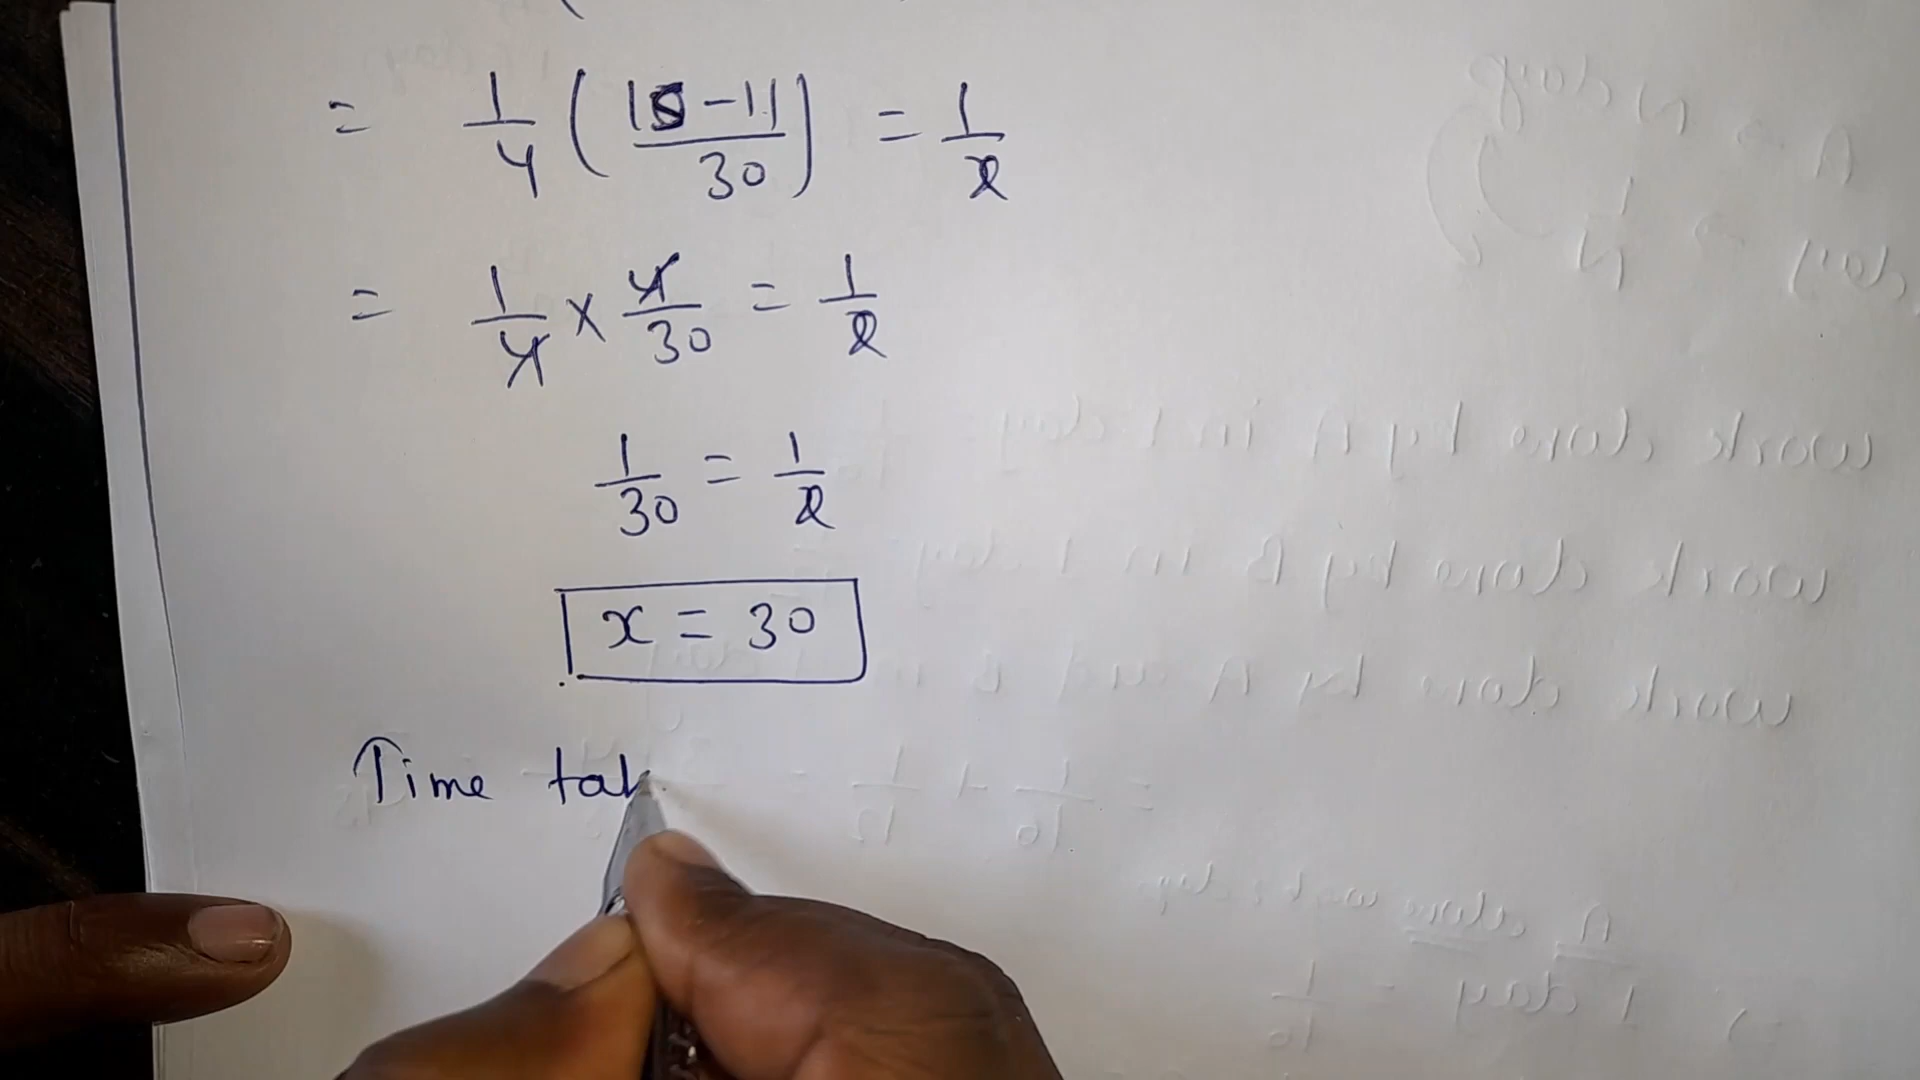 = 1/4 (15-11/30) = 1/x
= 1/4 × 4/30 = 1/x
1/30 = 1/x
x = 30
Time tak